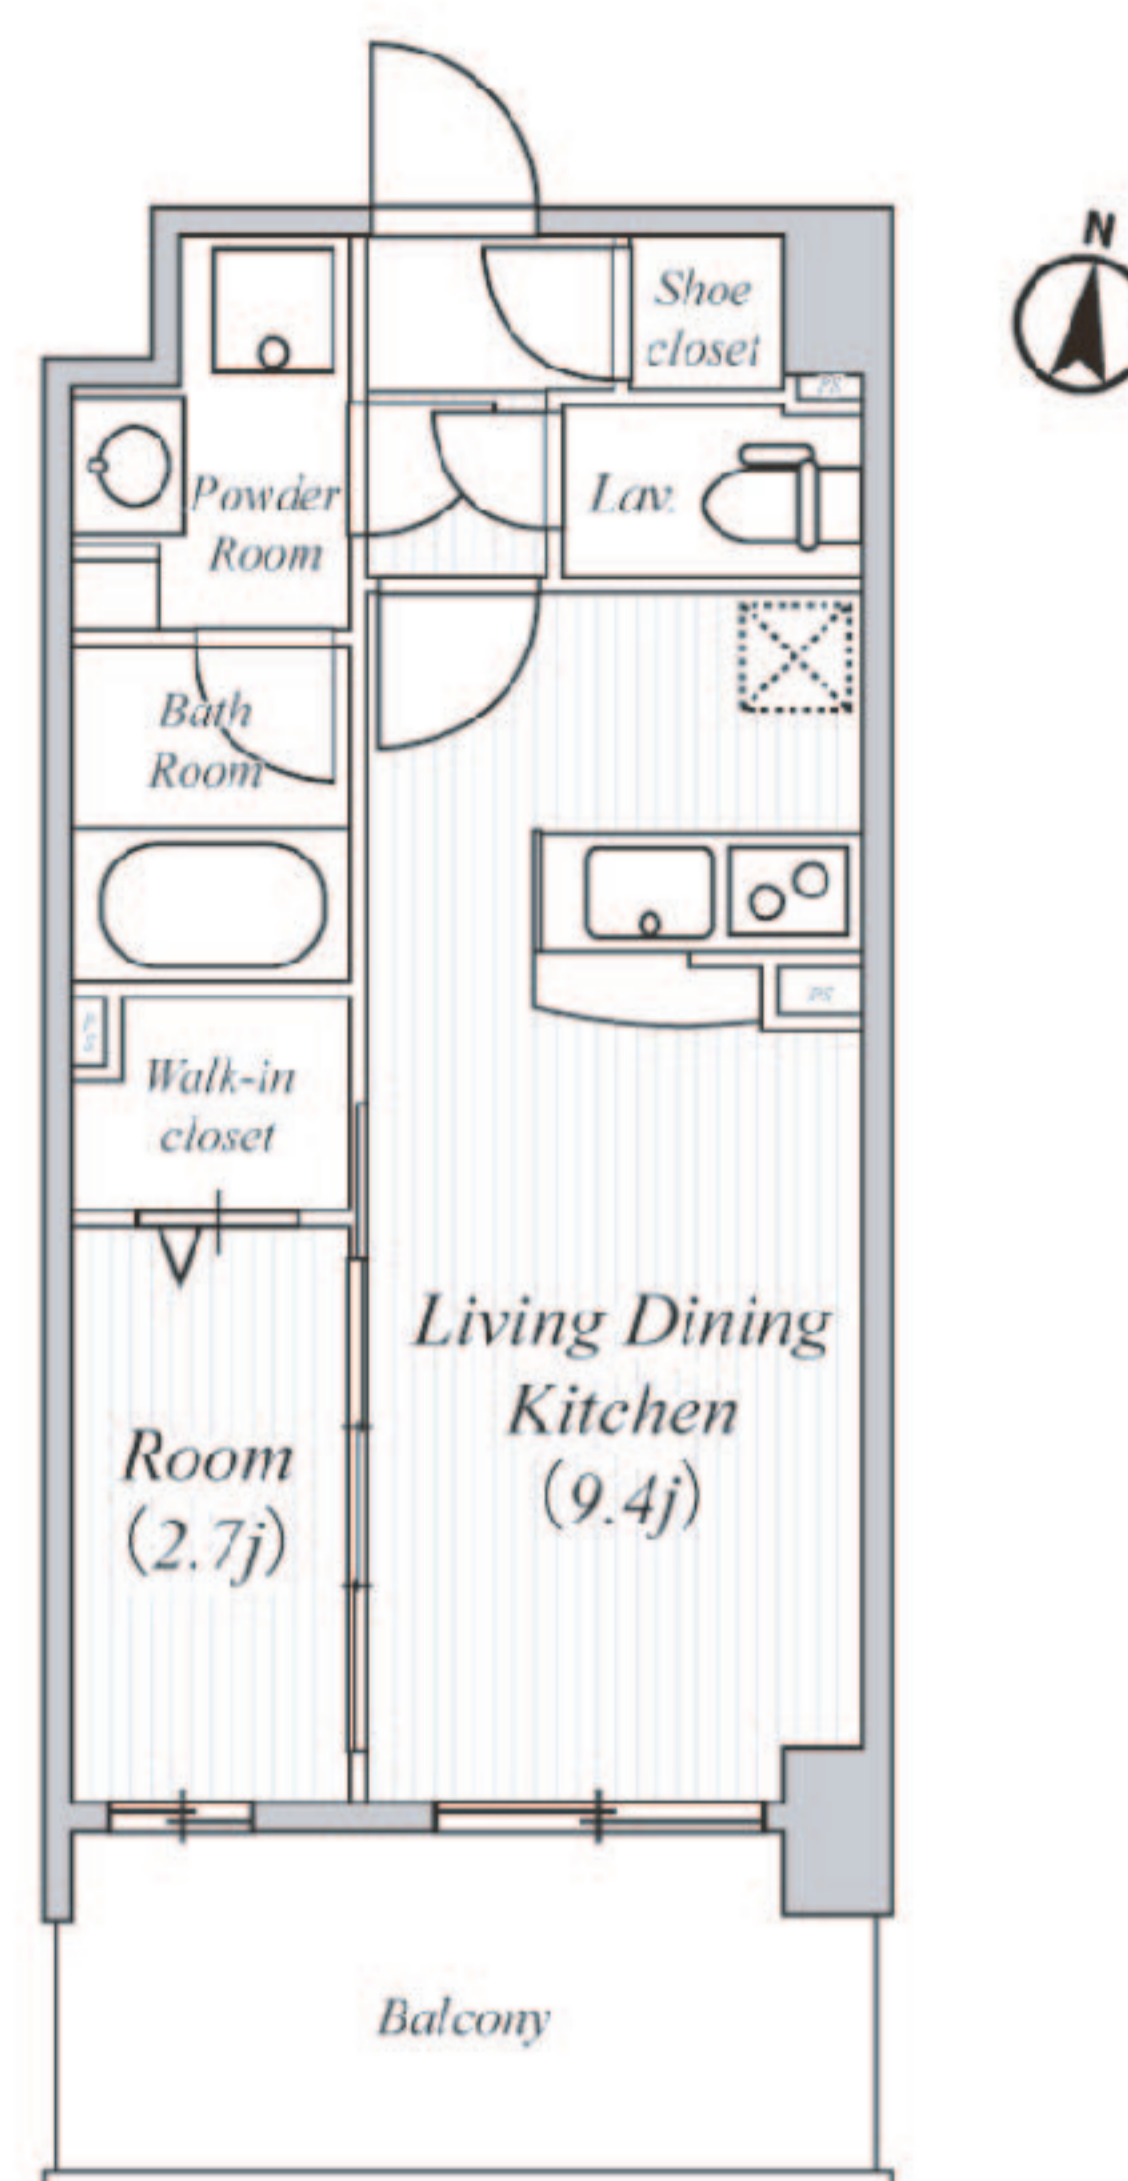 N
Shoe
closet
PS
Lav.
Powder
Room
Bath
Room
PS
PS
Walk-in
closet
Living Dining
Kitchen
(9.4j)
Room
(2.7j)
Balcony